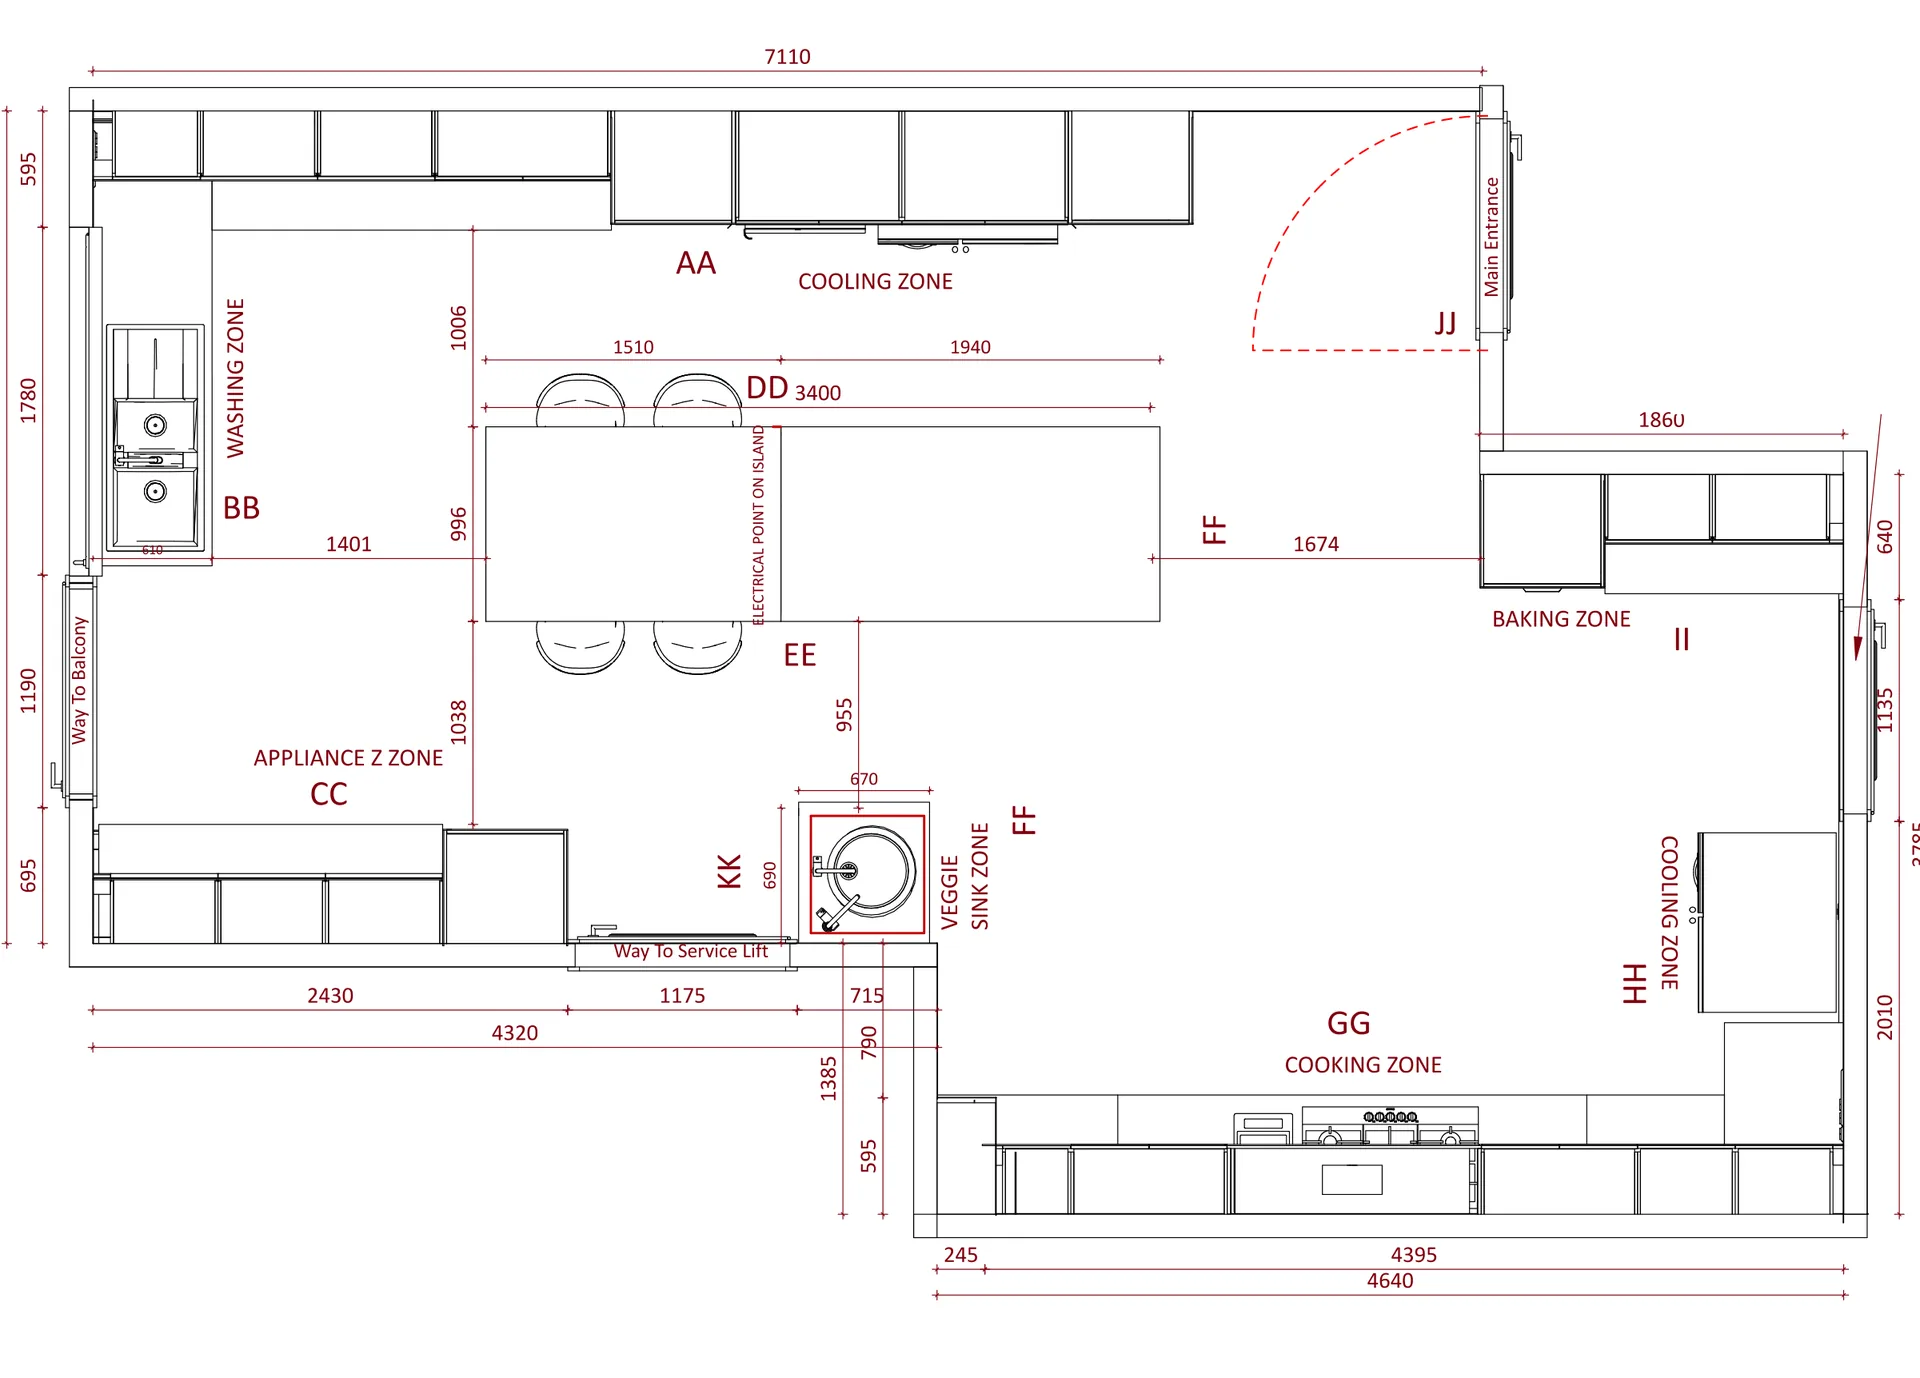 7110
595
Main Entrance
AA
COOLING ZONE
WASHING ZONE
1006
JJ
1510
1940
1780
DD
3400
1860
ELECTRICAL POINT ON ISLAND
BB
996
FF
640
610
1401
1674
BAKING ZONE
II
Way To Balcony
EE
1190
1038
955
1135
APPLIANCE Z ZONE
CC
670
FF
KK
690
VEGGIE
SINK ZONE
695
COOLING ZONE
3785
HH
Way To Service Lift
2430
1175
715
2010
4320
790
GG
COOKING ZONE
1385
595
245
4395
4640